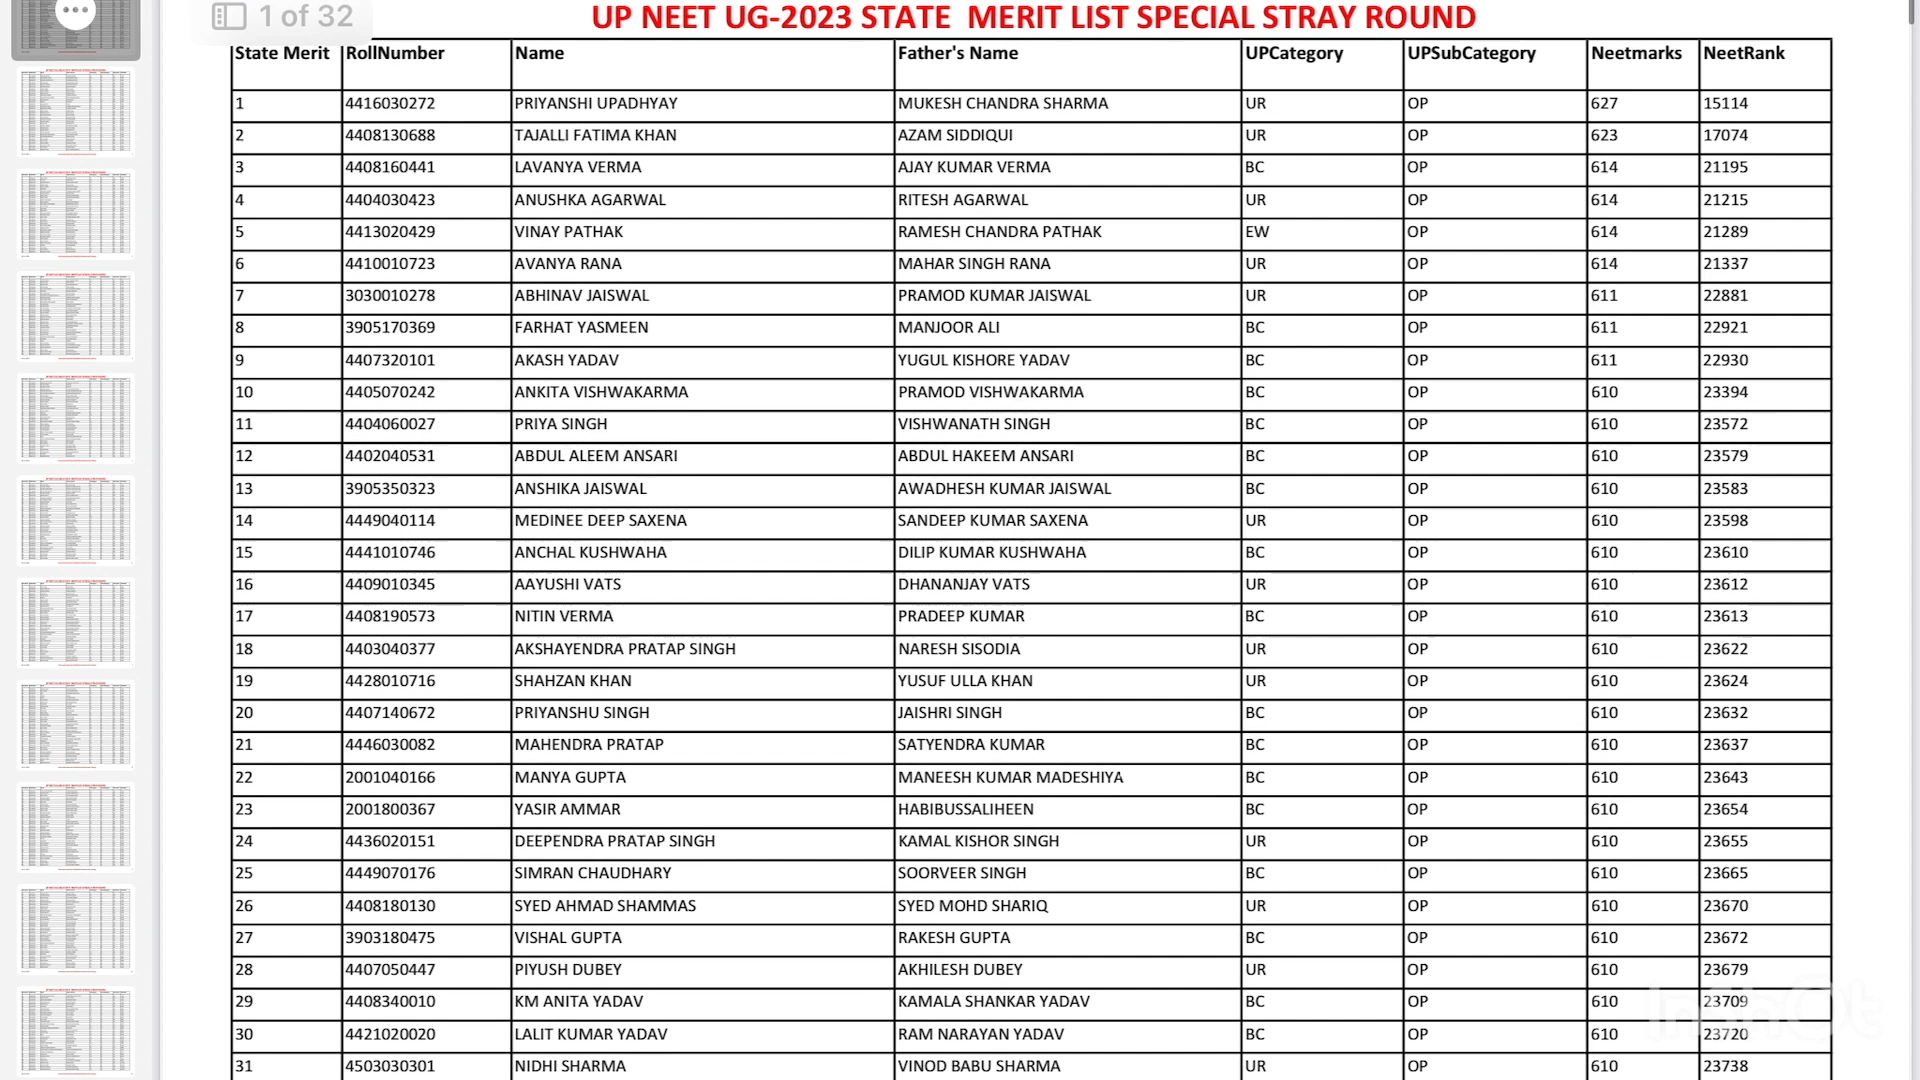 1 of 32
UP NEET UG-2023 STATE MERIT LIST SPECIAL STRAY ROUND
State Merit RollNumber Name Father's Name UPCategory UPSubCategory Neetmarks NeetRank
1 4416030272 PRIYANSHI UPADHYAY MUKESH CHANDRA SHARMA UR OP 627 15114
2 4408130688 TAJALLI FATIMA KHAN AZAM SIDDIQUI UR OP 623 17074
3 4408160441 LAVANYA VERMA AJAY KUMAR VERMA BC OP 614 21195
4 4404030423 ANUSHKA AGARWAL RITESH AGARWAL UR OP 614 21215
5 4413020429 VINAY PATHAK RAMESH CHANDRA PATHAK EW OP 614 21289
6 4410010723 AVANYA RANA MAHAR SINGH RANA UR OP 614 21337
7 3030010278 ABHINAV JAISWAL PRAMOD KUMAR JAISWAL UR OP 611 22881
8 3905170369 FARHAT YASMEEN MANJOOR ALI BC OP 611 22921
9 4407320101 AKASH YADAV YUGUL KISHORE YADAV BC OP 611 22930
10 4405070242 ANKITA VISHWAKARMA PRAMOD VISHWAKARMA BC OP 610 23394
11 4404060027 PRIYA SINGH VISHWANATH SINGH BC OP 610 23572
12 4402040531 ABDUL ALEEM ANSARI ABDUL HAKEEM ANSARI BC OP 610 23579
13 3905350323 ANSHIKA JAISWAL AWADHESH KUMAR JAISWAL BC OP 610 23583
14 4449040114 MEDINEE DEEP SAXENA SANDEEP KUMAR SAXENA UR OP 610 23598
15 4441010746 ANCHAL KUSHWAHA DILIP KUMAR KUSHWAHA BC OP 610 23610
16 4409010345 AAYUSHI VATS DHANANJAY VATS UR OP 610 23612
17 4408190573 NITIN VERMA PRADEEP KUMAR BC OP 610 23613
18 4403040377 AKSHAYENDRA PRATAP SINGH NARESH SISODIA UR OP 610 23622
19 4428010716 SHAHZAN KHAN YUSUF ULLA KHAN UR OP 610 23624
20 4407140672 PRIYANSHU SINGH JAISHRI SINGH BC OP 610 23632
21 4446030082 MAHENDRA PRATAP SATYENDRA KUMAR BC OP 610 23637
22 2001040166 MANYA GUPTA MANEESH KUMAR MADESHIYA BC OP 610 23643
23 2001800367 YASIR AMMAR HABIBUSSALIHEEN BC OP 610 23654
24 4436020151 DEEPENDRA PRATAP SINGH KAMAL KISHOR SINGH UR OP 610 23655
25 4449070176 SIMRAN CHAUDHARY SOORVEER SINGH BC OP 610 23665
26 4408180130 SYED AHMAD SHAMMAS SYED MOHD SHARIQ UR OP 610 23670
27 3903180475 VISHAL GUPTA RAKESH GUPTA BC OP 610 23672
28 4407050447 PIYUSH DUBEY AKHILESH DUBEY UR OP 610 23679
29 4408340010 KM ANITA YADAV KAMALA SHANKAR YADAV BC OP 610 23709
30 4421020020 LALIT KUMAR YADAV RAM NARAYAN YADAV BC OP 610 23720
31 4503030301 NIDHI SHARMA VINOD BABU SHARMA UR OP 610 23738
InShOt